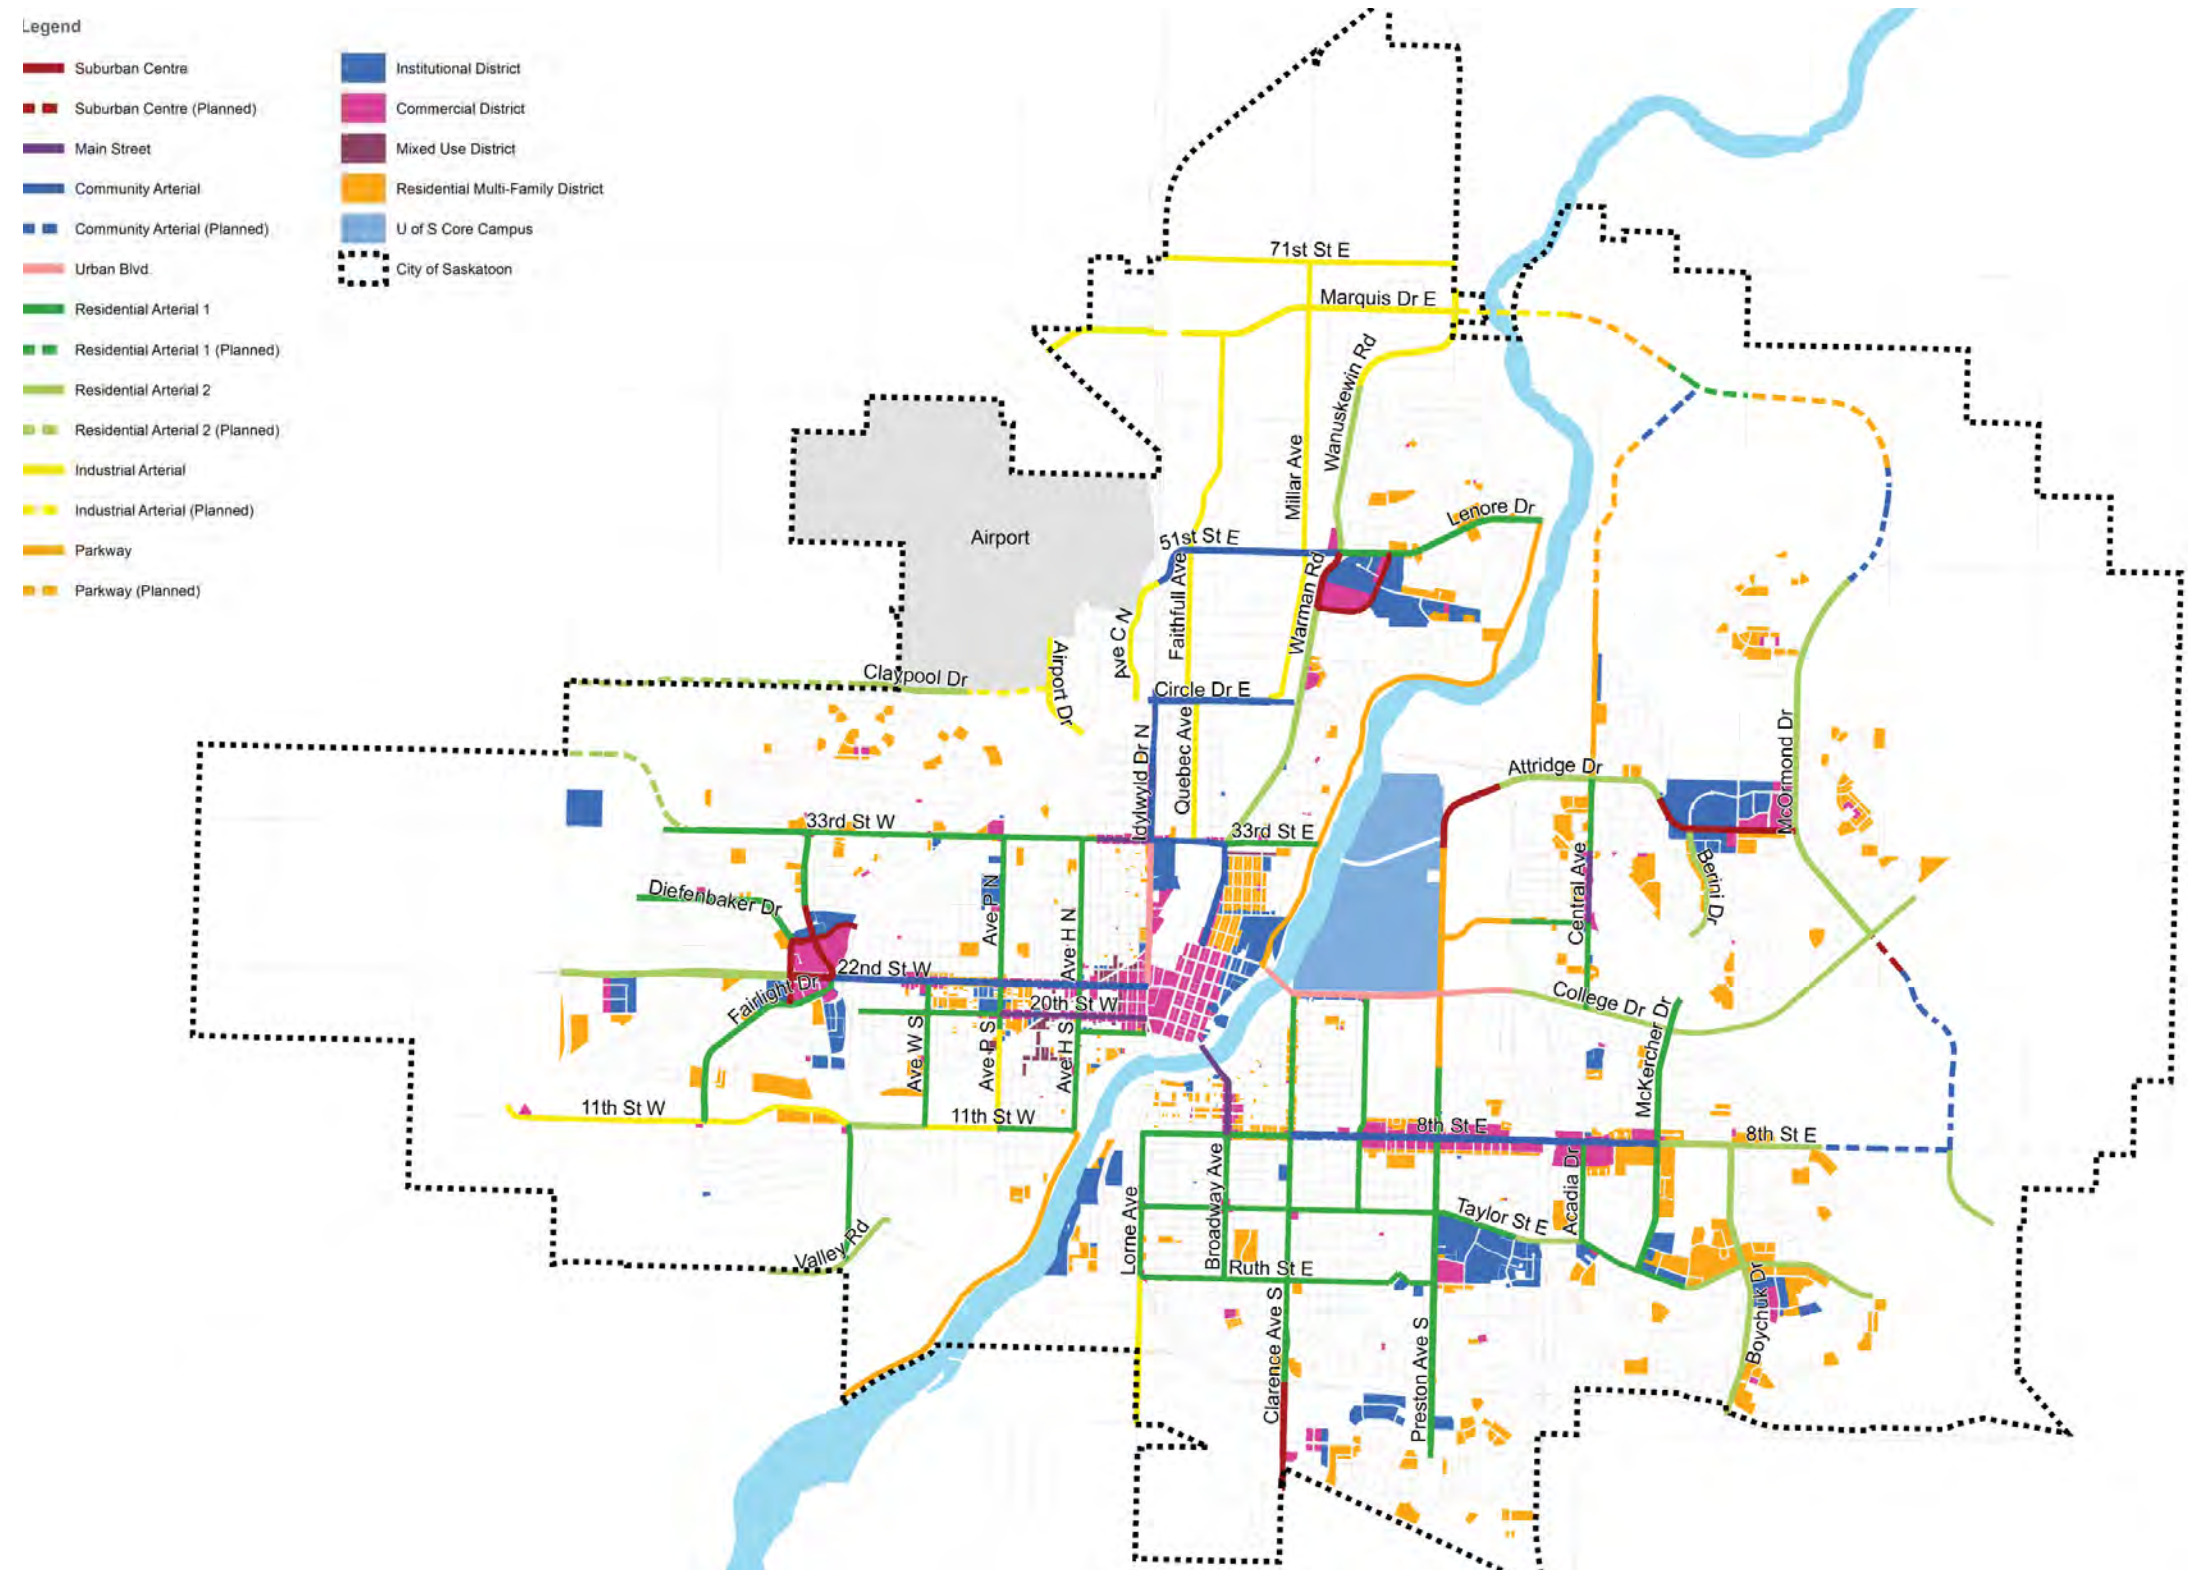 Legend
Suburban Centre
Suburban Centre (Planned)
Main Street
Community Arterial
Community Arterial (Planned)
Urban Blvd.
Residential Arterial 1
Residential Arterial 1 (Planned)
Residential Arterial 2
Residential Arterial 2 (Planned)
Industrial Arterial
Industrial Arterial (Planned)
Parkway
Parkway (Planned)
Institutional District
Commercial District
Mixed Use District
Residential Multi-Family District
U of S Core Campus
City of Saskatoon
71st St E
Marquis Dr E
Wanuskewin Rd
Millar Ave
Lenore Dr
Airport
51st St E
Faithfull Ave
Warman Rd
Ave C N
Airport Dr
Claypool Dr
Circle Dr E
Idylwyld Dr N
Quebec Ave
McOrmond Dr
Attridge Dr
33rd St W
33rd St E
Central Ave
Berini Dr
Diefenbaker Dr
Ave P N
Ave H N
22nd St W
Fairlight Dr
20th St W
College Dr
McKercher Dr
Ave W S
Ave P S
Ave H S
11th St W
11th St W
8th St E
8th St E
Acadia Dr
Broadway Ave
Lorne Ave
Taylor St E
Valley Rd
Ruth St E
Clarence Ave S
Preston Ave S
Boychuk Dr